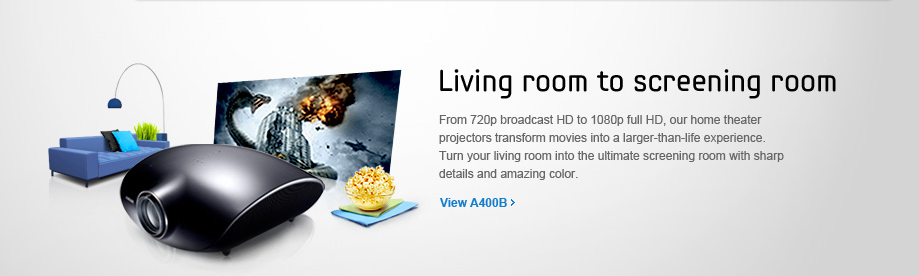 Living room to screening room
From 720p broadcast HD to 1080p full HD, our home theater
projectors transform movies into a larger-than-life experience.
Turn your living room into the ultimate screening room with sharp
details and amazing color.
View A400B >